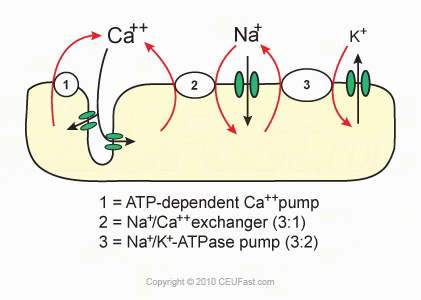 Ca++ Na+ K+
1 2 3
1 = ATP-dependent Ca++pump
2 = Na+/Ca++exchanger (3:1)
3 = Na+/K+-ATPase pump (3:2)
Copyright © 2010 CEUFast.com